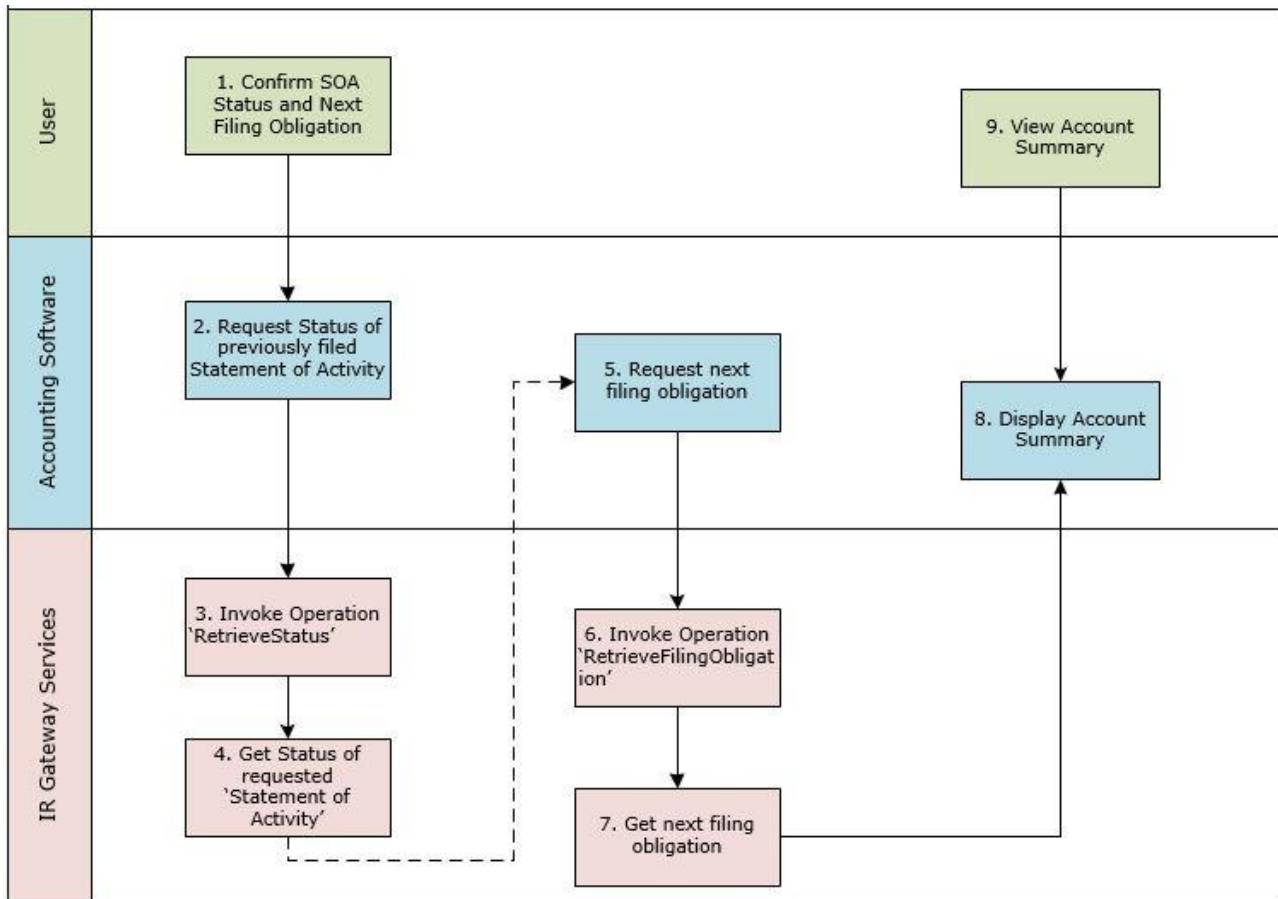 User
1. Confirm SOA
Status and Next
Filing Obligation
9. View Account
Summary
Accounting Software
2. Request Status of
previously filed
Statement of Activity
5. Request next
filing obligation
8. Display Account
Summary
IR Gateway Services
3. Invoke Operation
‘RetrieveStatus’
4. Get Status of
requested
‘Statement of
Activity’
6. Invoke Operation
‘RetrieveFilingObligat
ion’
7. Get next filing
obligation